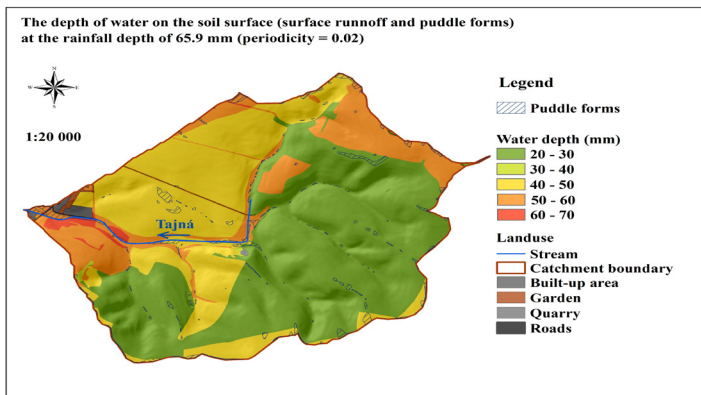 The depth of water on the soil surface (surface runnoff and puddle forms)
at the rainfall depth of 65.9 mm (periodicity = 0.02)
N
W
E
S
1:20 000
Tajná
Legend
Puddle forms
Water depth (mm)
20 - 30
30 - 40
40 - 50
50 - 60
60 - 70
Landuse
Stream
Catchment boundary
Built-up area
Garden
Quarry
Roads